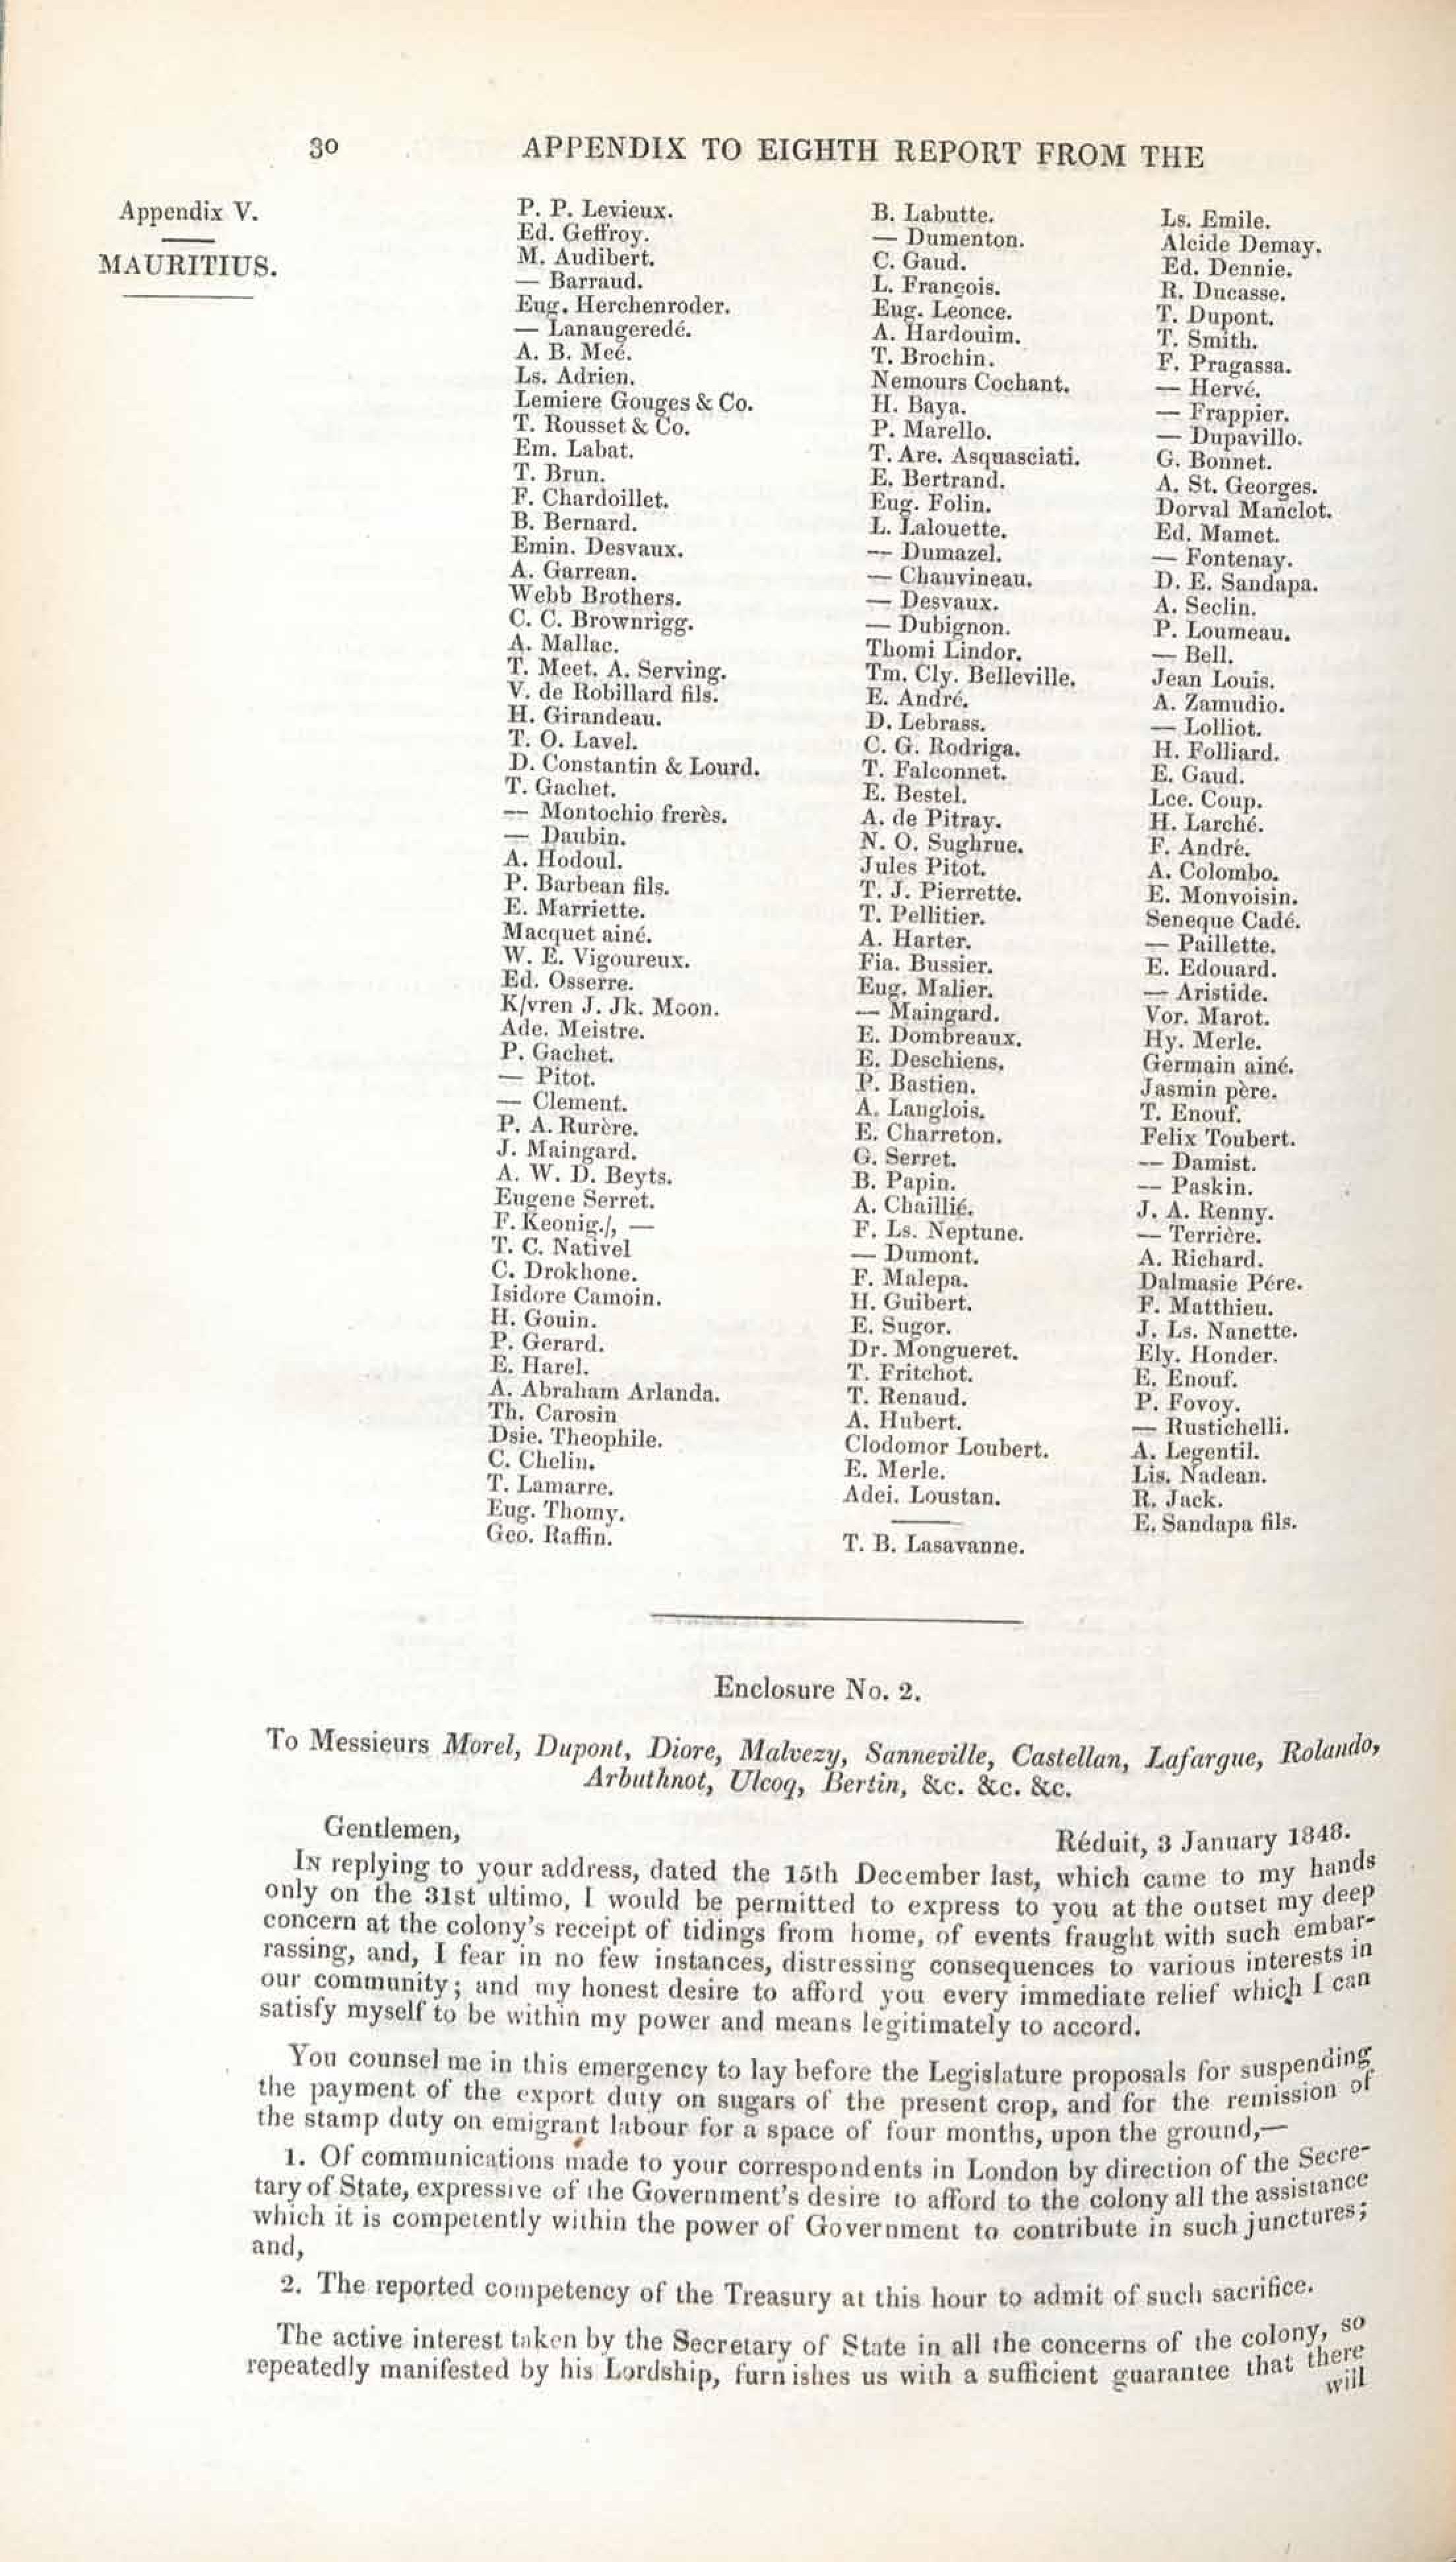 30
APPENDIX TO EIGHTH REPORT FROM THE
Appendix V.
MAURITIUS.
P. P. Levieux.
Ed. Geffroy.
M. Audibert.
— Barraud.
Eug. Herchenroder.
— Lanaugeredé.
A. B. Meé.
Ls. Adrien.
Lemiere Gouges & Co.
T. Rousset & Co.
Em. Labat.
T. Brun.
F. Chardoillet.
B. Bernard.
Emin. Desvaux.
A. Garrean.
Webb Brothers.
C. C. Brownrigg.
A. Mallac.
T. Meet. A. Serving.
V. de Robillard fils.
H. Girandeau.
T. O. Lavel.
D. Constantin & Lourd.
T. Gachet.
— Montochio frerès.
— Daubin.
A. Hodoul.
P. Barbean fils.
E. Marriette.
Macquet ainé.
W. E. Vigoureux.
Ed. Osserre.
K/vren J. Jk. Moon.
Ade. Meistre.
P. Gachet.
— Pitot.
— Clement.
P. A. Rurère.
J. Maingard.
A. W. D. Beyts.
Eugene Serret.
F. Keonig./, —
T. C. Nativel
C. Drokhone.
Isidore Camoin.
H. Gouin.
P. Gerard.
E. Harel.
A. Abraham Arlanda.
Th. Carosin
Dsie. Theophile.
C. Chelin.
T. Lamarre.
Eug. Thomy.
Geo. Raffin.
B. Labutte.
— Dumenton.
C. Gaud.
L. François.
Eug. Leonce.
A. Hardouim.
T. Brochin.
Nemours Cochant.
H. Baya.
P. Marello.
T. Are. Asquasciati.
E. Bertrand.
Eug. Folin.
L. Lalouette.
— Dumazel.
— Chauvineau.
— Desvaux.
— Dubignon.
Thomi Lindor.
Tm. Cly. Belleville.
E. André.
D. Lebrass.
C. G. Rodriga.
T. Falconnet.
E. Bestel.
A. de Pitray.
N. O. Sughrue.
Jules Pitot.
T. J. Pierrette.
T. Pellitier.
A. Harter.
Fia. Bussier.
Eug. Malier.
— Maingard.
E. Dombreaux.
E. Deschiens.
P. Bastien.
A. Langlois.
E. Charreton.
G. Serret.
B. Papin.
A. Chaillié.
F. Ls. Neptune.
— Dumont.
F. Malepa.
H. Guibert.
E. Sugor.
Dr. Mongueret.
T. Fritchot.
T. Renaud.
A. Hubert.
Clodomor Loubert.
E. Merle.
Adei. Loustan.
T. B. Lasavanne.
Ls. Emile.
Alcide Demay.
Ed. Dennie.
R. Ducasse.
T. Dupont.
T. Smith.
F. Pragassa.
— Hervé.
— Frappier.
— Dupavillo.
G. Bonnet.
A. St. Georges.
Dorval Manclot.
Ed. Mamet.
— Fontenay.
D. E. Sandapa.
A. Seclin.
P. Loumeau.
— Bell.
Jean Louis.
A. Zamudio.
— Lolliot.
H. Folliard.
E. Gaud.
Lce. Coup.
H. Larché.
F. André.
A. Colombo.
E. Monvoisin.
Seneque Cadé.
— Paillette.
E. Edouard.
— Aristide.
Vor. Marot.
Hy. Merle.
Germain ainé.
Jasmin père.
T. Enouf.
Felix Toubert.
— Damist.
— Paskin.
J. A. Renny.
— Terrière.
A. Richard.
Dalmasie Pére.
F. Matthieu.
J. Ls. Nanette.
Ely. Honder.
E. Enouf.
P. Fovoy.
— Rustichelli.
A. Legentil.
Lis. Nadean.
R. Jack.
E. Sandapa fils.
Enclosure No. 2.
To Messieurs Morel, Dupont, Diore, Malvezy, Sanneville, Castellan, Lafargue, Rolando,
Arbuthnot, Ulcoq, Bertin, &c. &c. &c.
Gentlemen,
Réduit, 3 January 1848.
IN replying to your address, dated the 15th December last, which came to my hands
only on the 31st ultimo, I would be permitted to express to you at the outset my deep
concern at the colony's receipt of tidings from home, of events fraught with such embar-
rassing, and, I fear in no few instances, distressing consequences to various interests in
our community; and my honest desire to afford you every immediate relief which I can
satisfy myself to be within my power and means legitimately to accord.
You counsel me in this emergency to lay before the Legislature proposals for suspending
the payment of the export duty on sugars of the present crop, and for the remission of
the stamp duty on emigrant labour for a space of four months, upon the ground,—
1. Of communications made to your correspondents in London by direction of the Secre-
tary of State, expressive of the Government's desire to afford to the colony all the assistance
which it is competently within the power of Government to contribute in such junctures;
and,
2. The reported competency of the Treasury at this hour to admit of such sacrifice.
The active interest taken by the Secretary of State in all the concerns of the colony, so
repeatedly manifested by his Lordship, furnishes us with a sufficient guarantee that there
will